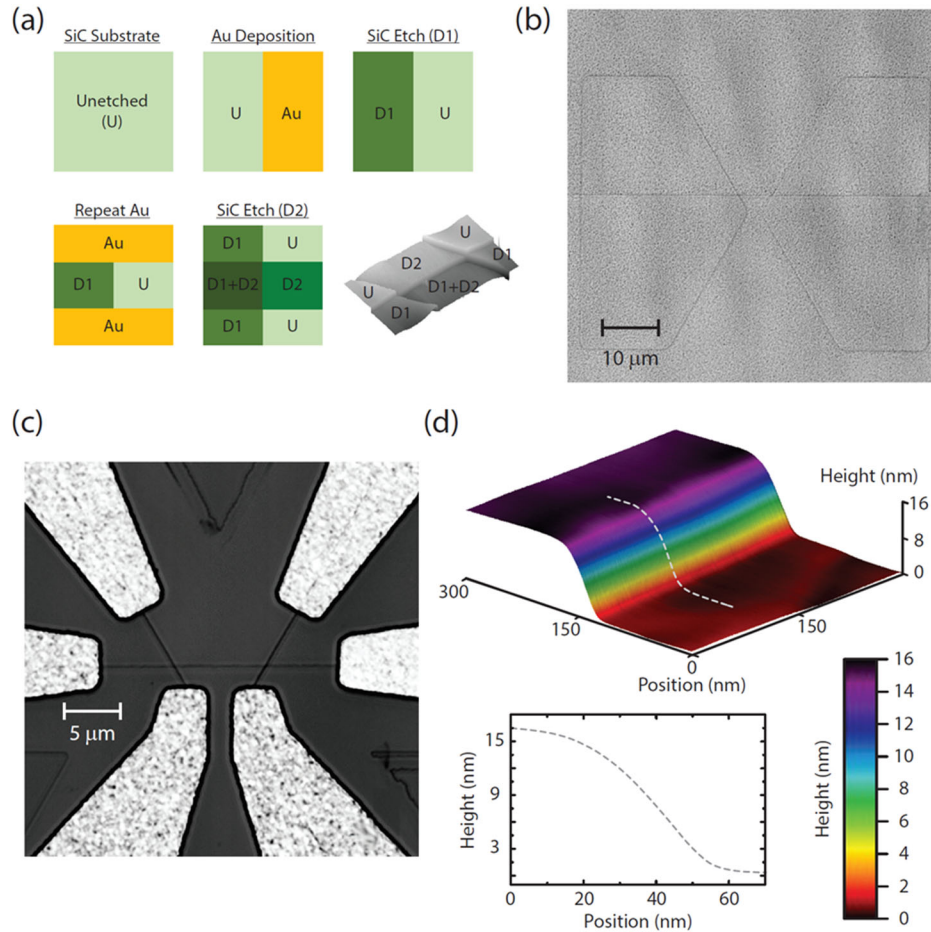 (a)
SiC Substrate
Unetched
(U)
Au Deposition
U
Au
SiC Etch (D1)
D1
U
Repeat Au
Au
D1
U
Au
SiC Etch (D2)
D1
U
D1+D2
D2
D1
U
U
D2
D1
D1+D2
U
D1
(b)
10 μm
(c)
5 μm
(d)
Height (nm)
16
8
0
300
150
0
150
Position (nm)
15
9
3
Height (nm)
0
20
40
60
Position (nm)
16
14
12
10
8
6
4
2
0
Height (nm)